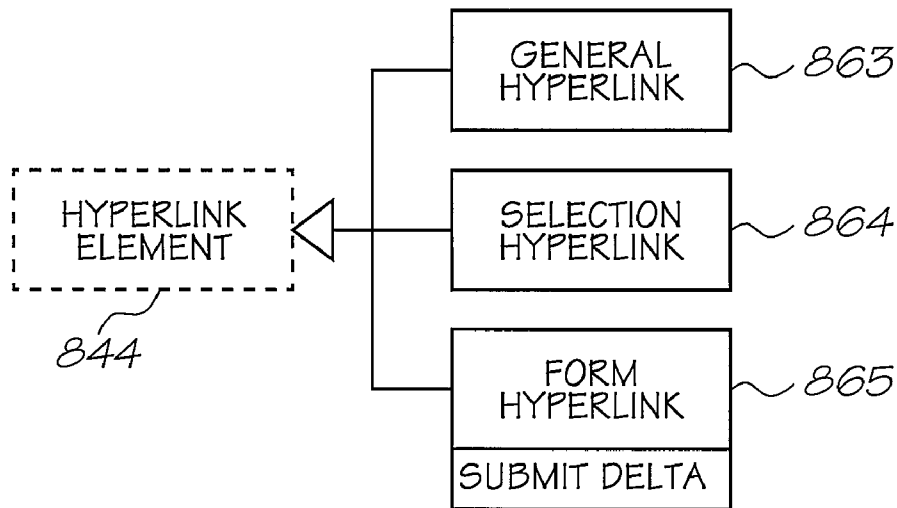 GENERAL
HYPERLINK
863
HYPERLINK
ELEMENT
844
SELECTION
HYPERLINK
864
FORM
HYPERLINK
865
SUBMIT DELTA